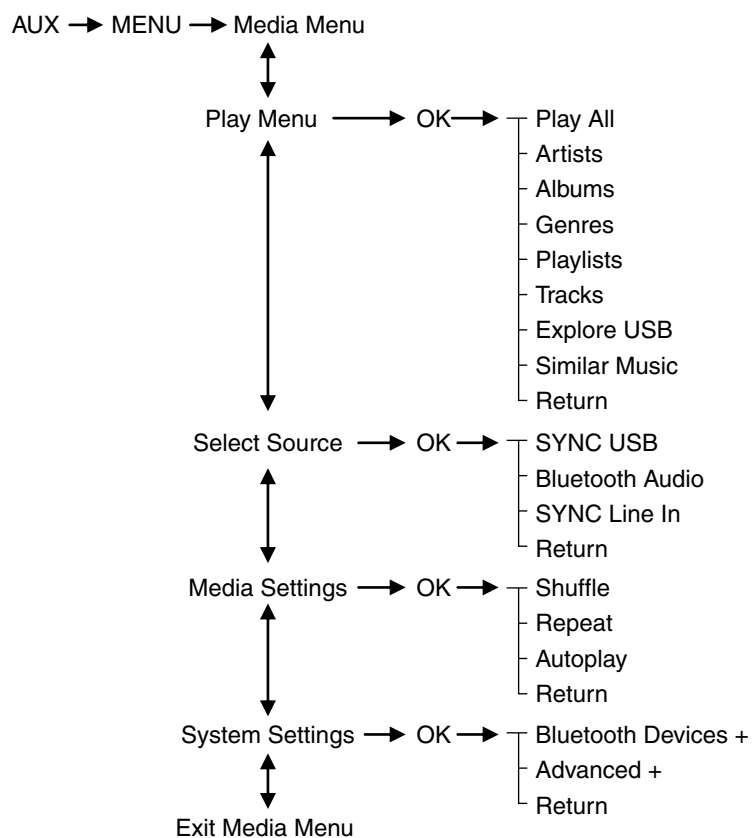 AUX MENU Media Menu
Play Menu OK Play All
Artists
Albums
Genres
Playlists
Tracks
Explore USB
Similar Music
Return
Select Source OK SYNC USB
Bluetooth Audio
SYNC Line In
Return
Media Settings OK Shuffle
Repeat
Autoplay
Return
System Settings OK Bluetooth Devices +
Advanced +
Return
Exit Media Menu